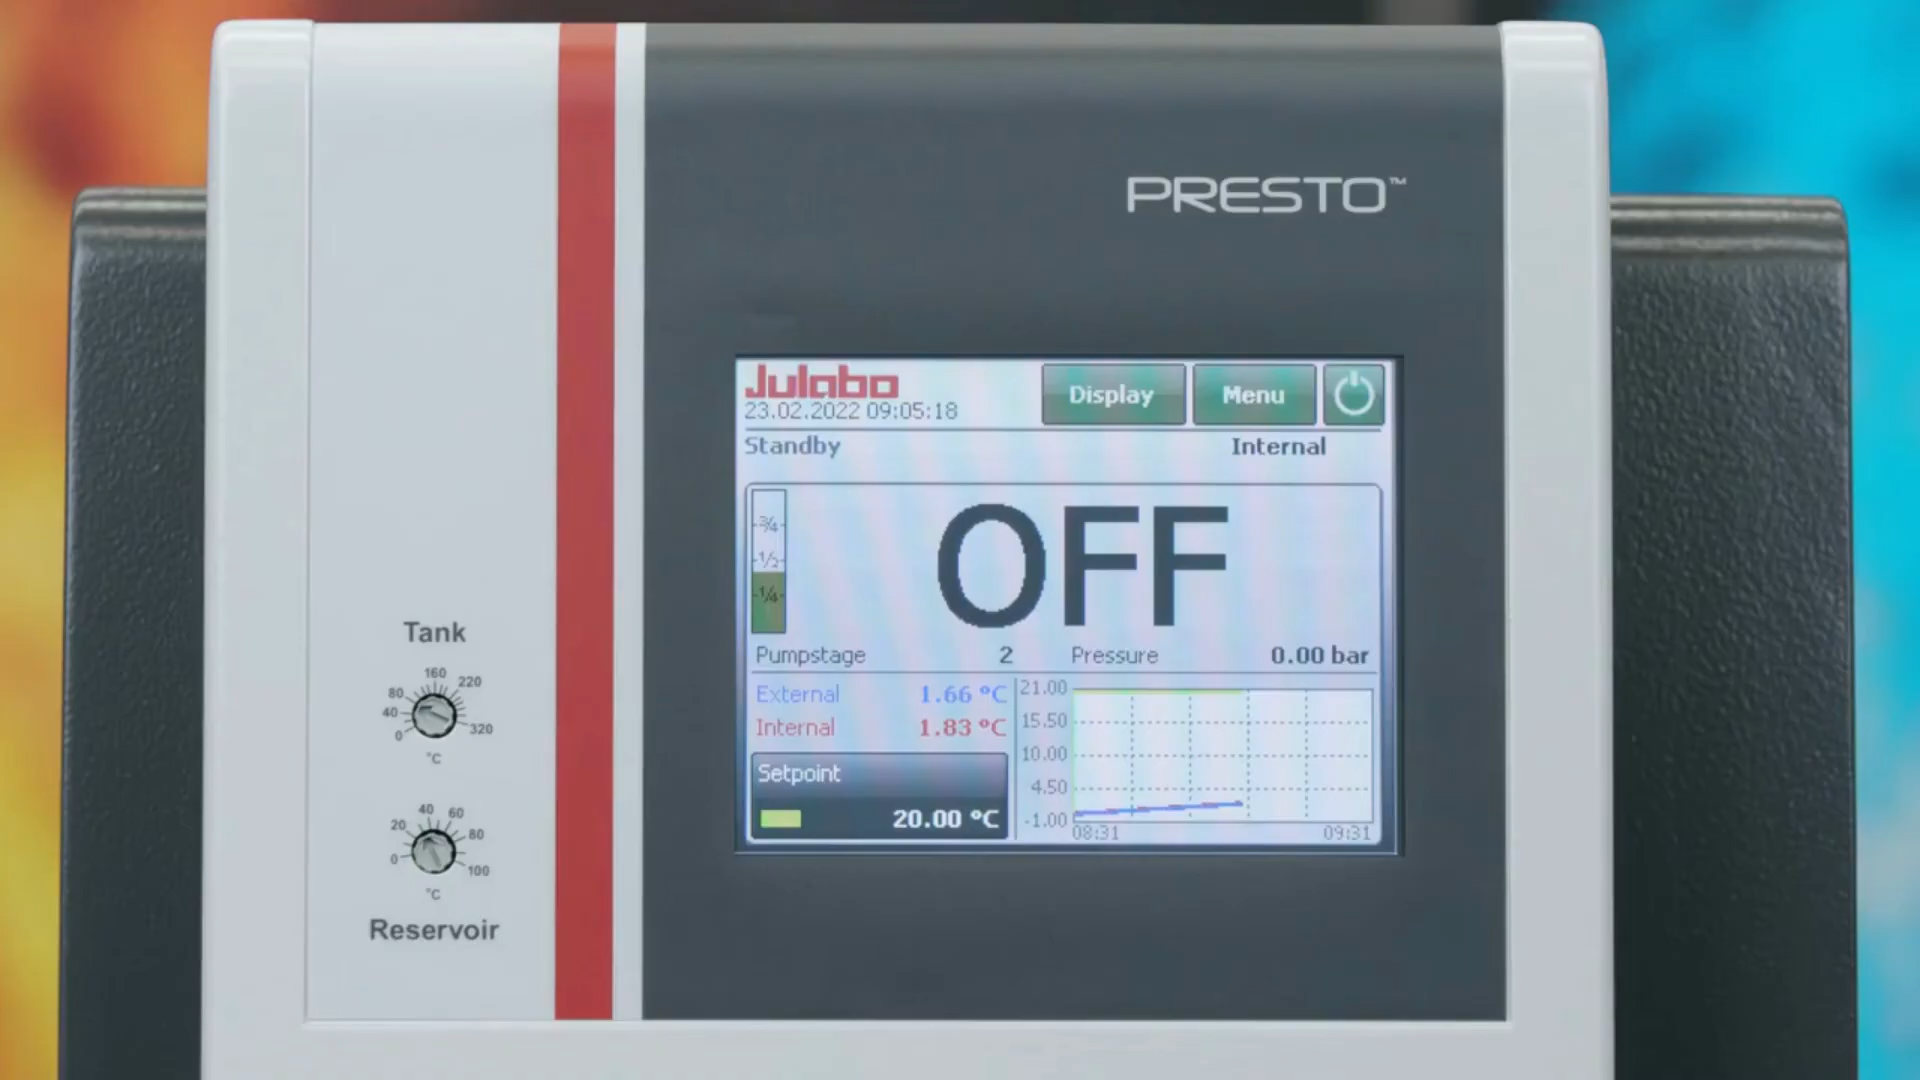 PRESTO™
Julabo
23.02.2022 09:05:18
Display
Menu
Standby
Internal
3/4
1/2
1/4
OFF
Pumpstage 2
Pressure 0.00 bar
External 1.66 °C
Internal 1.83 °C
Setpoint
20.00 °C
21.00
15.50
10.00
4.50
-1.00
08:31
09:31
Tank
0 40 80 160 220 320
°C
0 20 40 60 80 100
°C
Reservoir